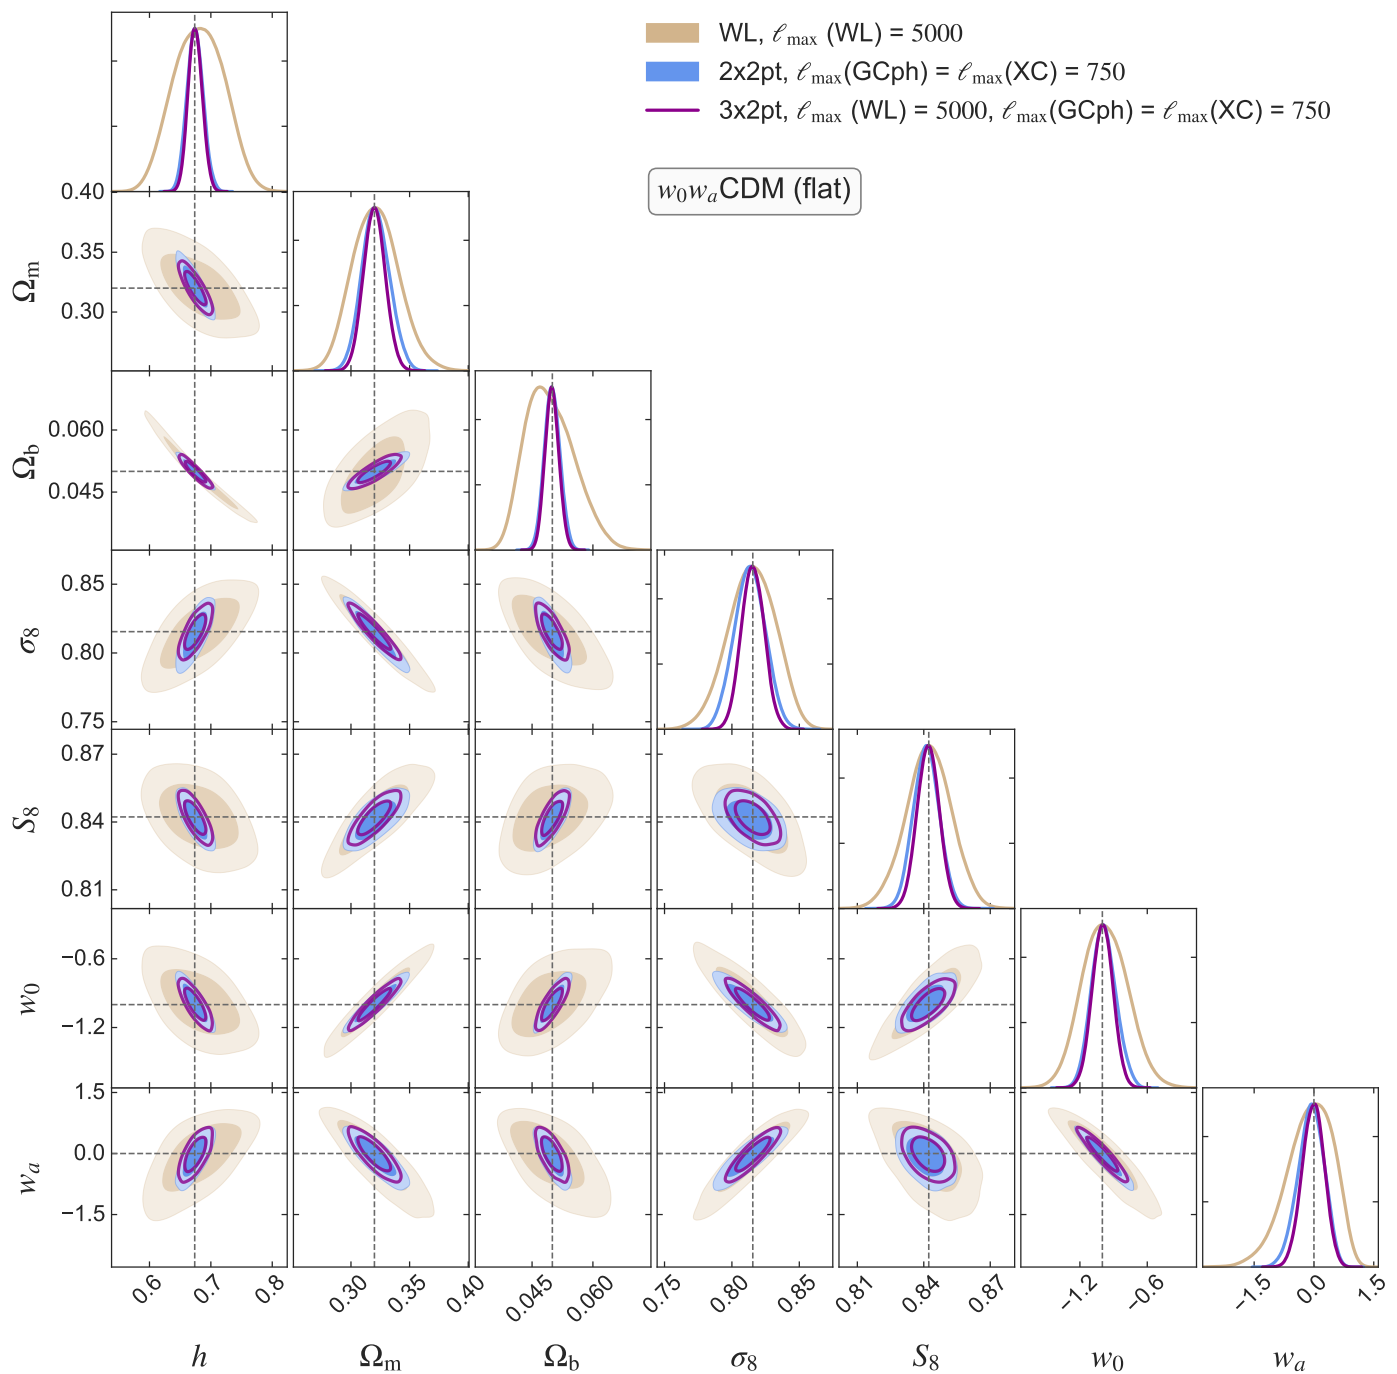 WL, ℓmax (WL) = 5000
2x2pt, ℓmax(GCph) = ℓmax(XC) = 750
3x2pt, ℓmax (WL) = 5000, ℓmax(GCph) = ℓmax(XC) = 750
w0waCDM (flat)
0.40
0.35
0.30
Ωm
0.060
0.045
Ωb
0.85
0.80
0.75
σ8
0.87
0.84
0.81
S8
−0.6
−1.2
w0
1.5
0.0
−1.5
wa
0.6 0.7 0.8 0.30 0.35 0.40 0.045 0.060 0.75 0.80 0.85 0.81 0.84 0.87 −1.2 −0.6 −1.5 0.0 1.5
h Ωm Ωb σ8 S8 w0 wa